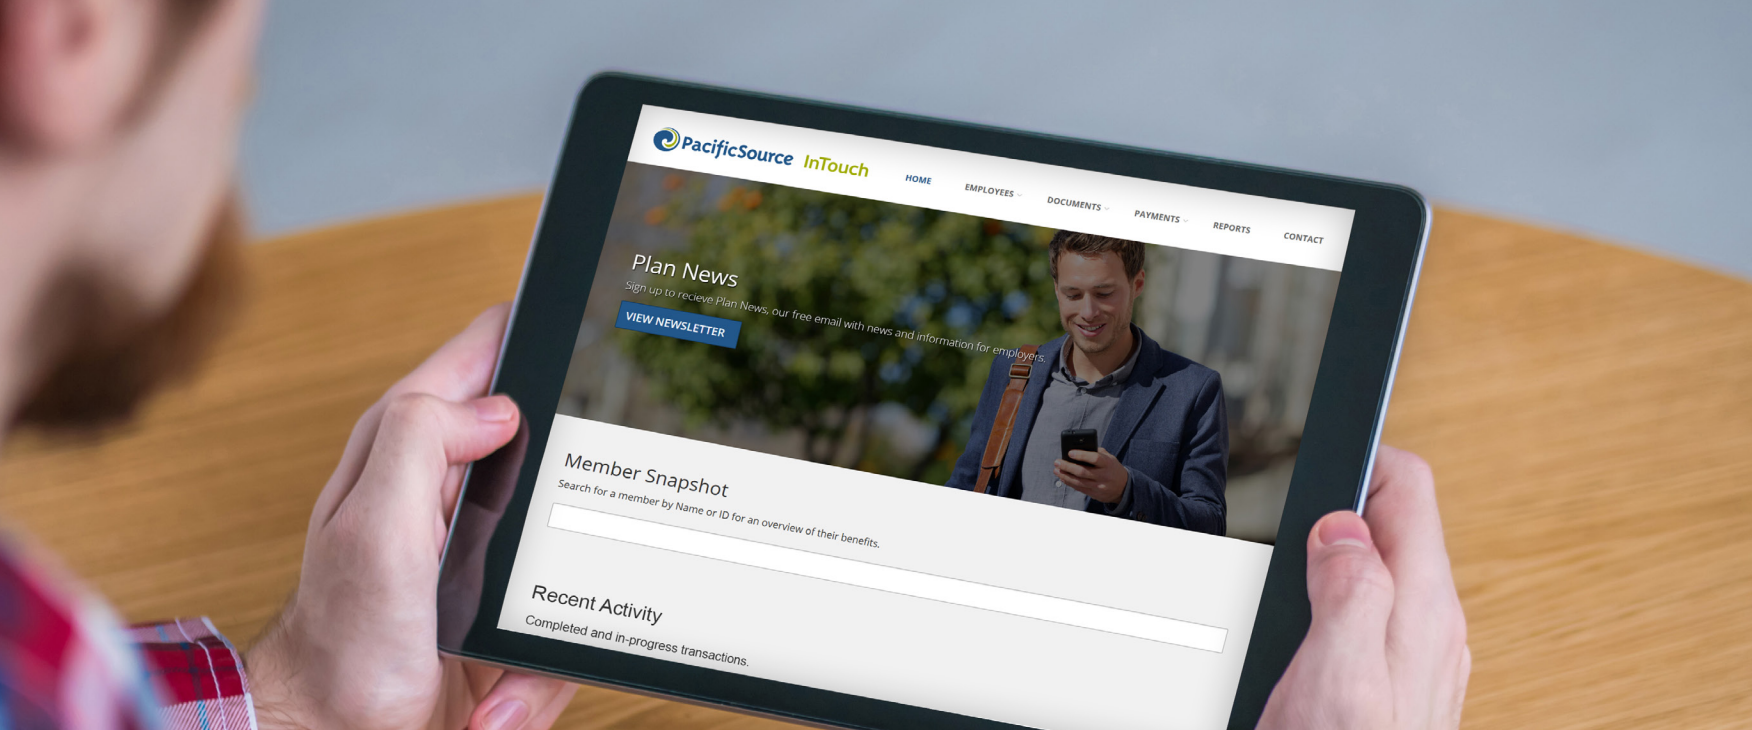 PacificSource InTouch
HOME
EMPLOYEES
DOCUMENTS
PAYMENTS
REPORTS
CONTACT
Plan News
Sign up to recieve Plan News, our free email with news and information for employers.
VIEW NEWSLETTER
Member Snapshot
Search for a member by Name or ID for an overview of their benefits.
Recent Activity
Completed and in-progress transactions.